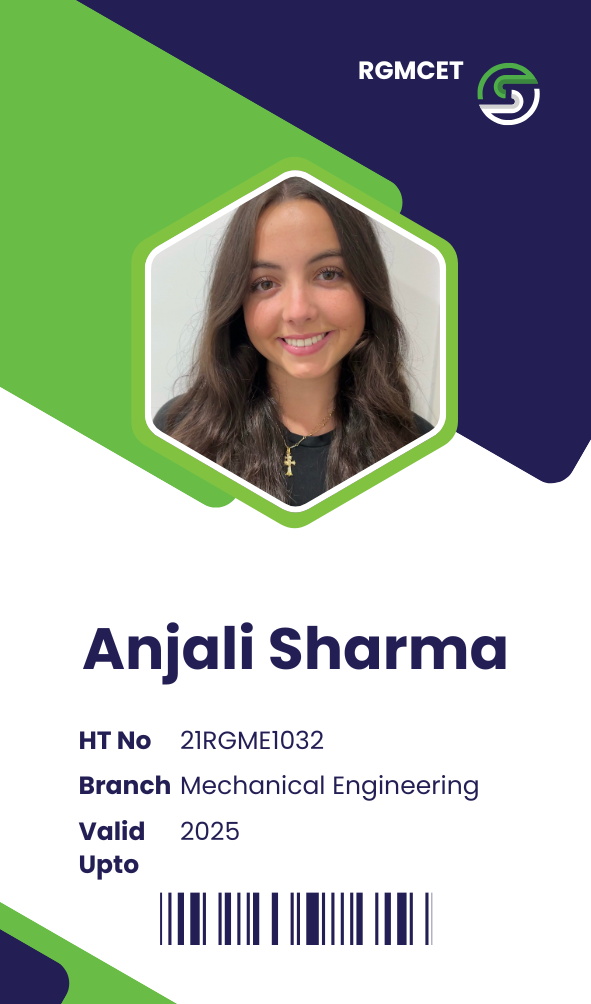 RGMCET
Anjali Sharma
HT No 21RGME1032
Branch Mechanical Engineering
Valid 2025
Upto